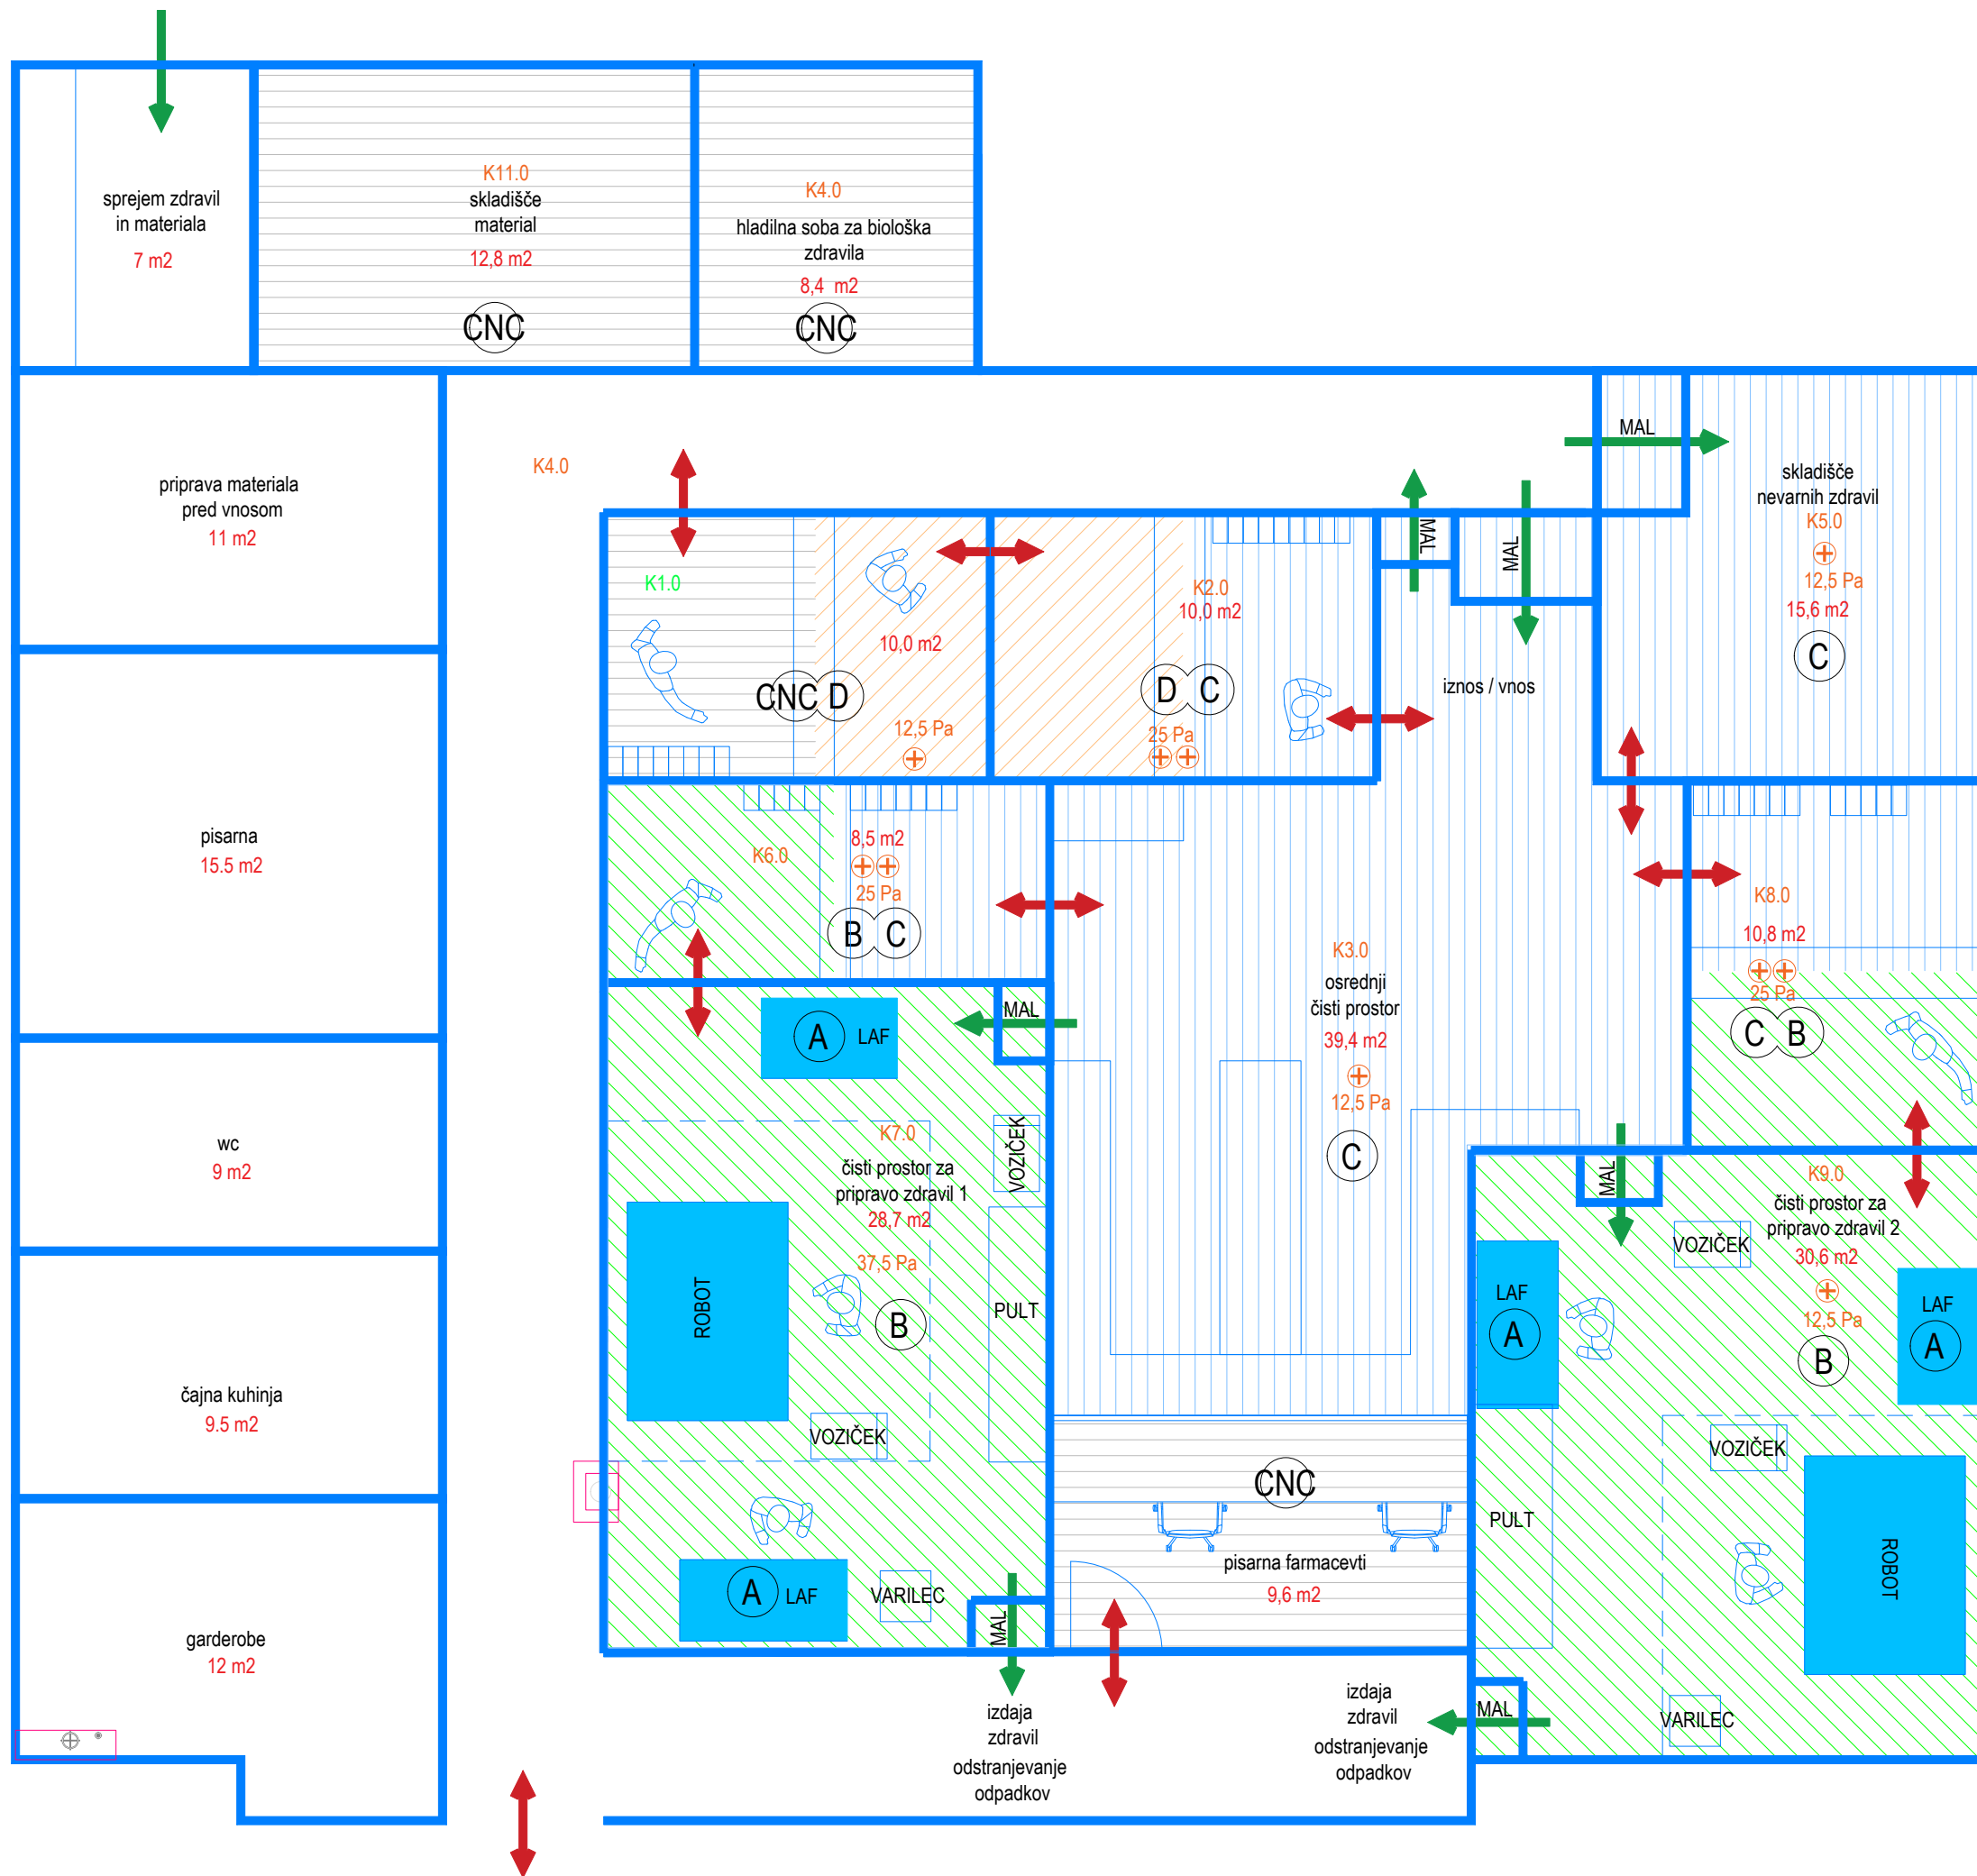 sprejem zdravil
in materiala
7 m2
K11.0
skladišče
material
12,8 m2
CNC
K4.0
hladilna soba za biološka
zdravila
8,4 m2
CNC
priprava materiala
pred vnosom
11 m2
K4.0
MAL
skladišče
nevarnih zdravil
K5.0
12,5 Pa
15,6 m2
C
MAL
MAL
K1.0
10,0 m2
CNC D
12,5 Pa
K2.0
10,0 m2
D C
25 Pa
iznos / vnos
pisarna
15.5 m2
K6.0
8,5 m2
25 Pa
B C
K8.0
10,8 m2
25 Pa
C B
K3.0
osrednji
čisti prostor
39,4 m2
12,5 Pa
C
A LAF
MAL
wc
9 m2
K7.0
čisti prostor za
pripravo zdravil 1
28,7 m2
37,5 Pa
B
VOZIČEK
ROBOT
PULT
VOZIČEK
MAL
K9.0
čisti prostor za
pripravo zdravil 2
30,6 m2
12,5 Pa
B
VOZIČEK
LAF
A
LAF
A
čajna kuhinja
9.5 m2
VOZIČEK
CNC
PULT
ROBOT
pisarna farmacevti
9,6 m2
A LAF
VARILEC
MAL
garderobe
12 m2
izdaja
zdravil
odstranjevanje
odpadkov
izdaja
zdravil
odstranjevanje
odpadkov
MAL
VARILEC